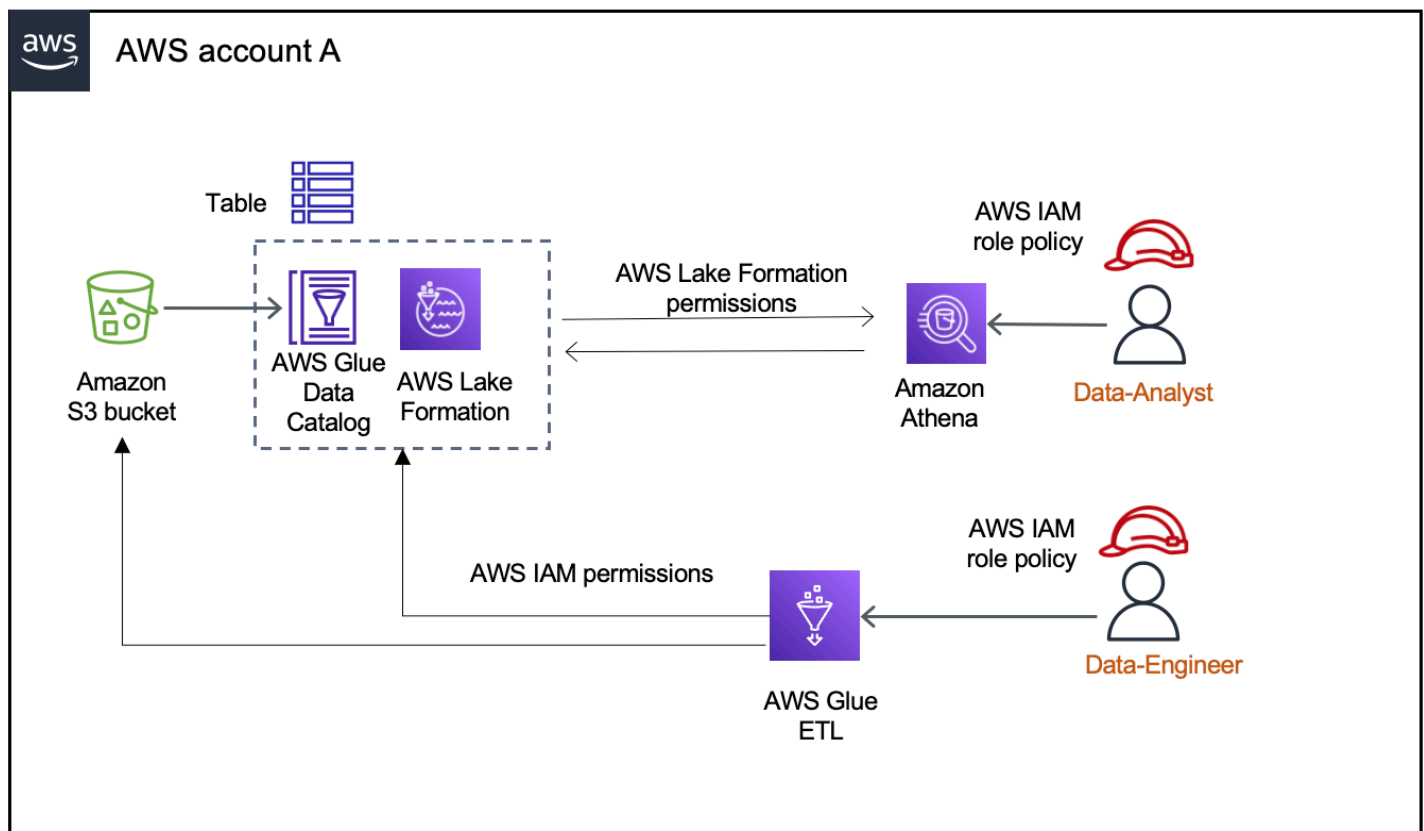 aws
AWS account A
Table
AWS IAM
role policy
AWS Lake Formation
permissions
Amazon
S3 bucket
AWS Glue
Data
Catalog
AWS Lake
Formation
Amazon
Athena
Data-Analyst
AWS IAM
role policy
AWS IAM permissions
Data-Engineer
AWS Glue
ETL